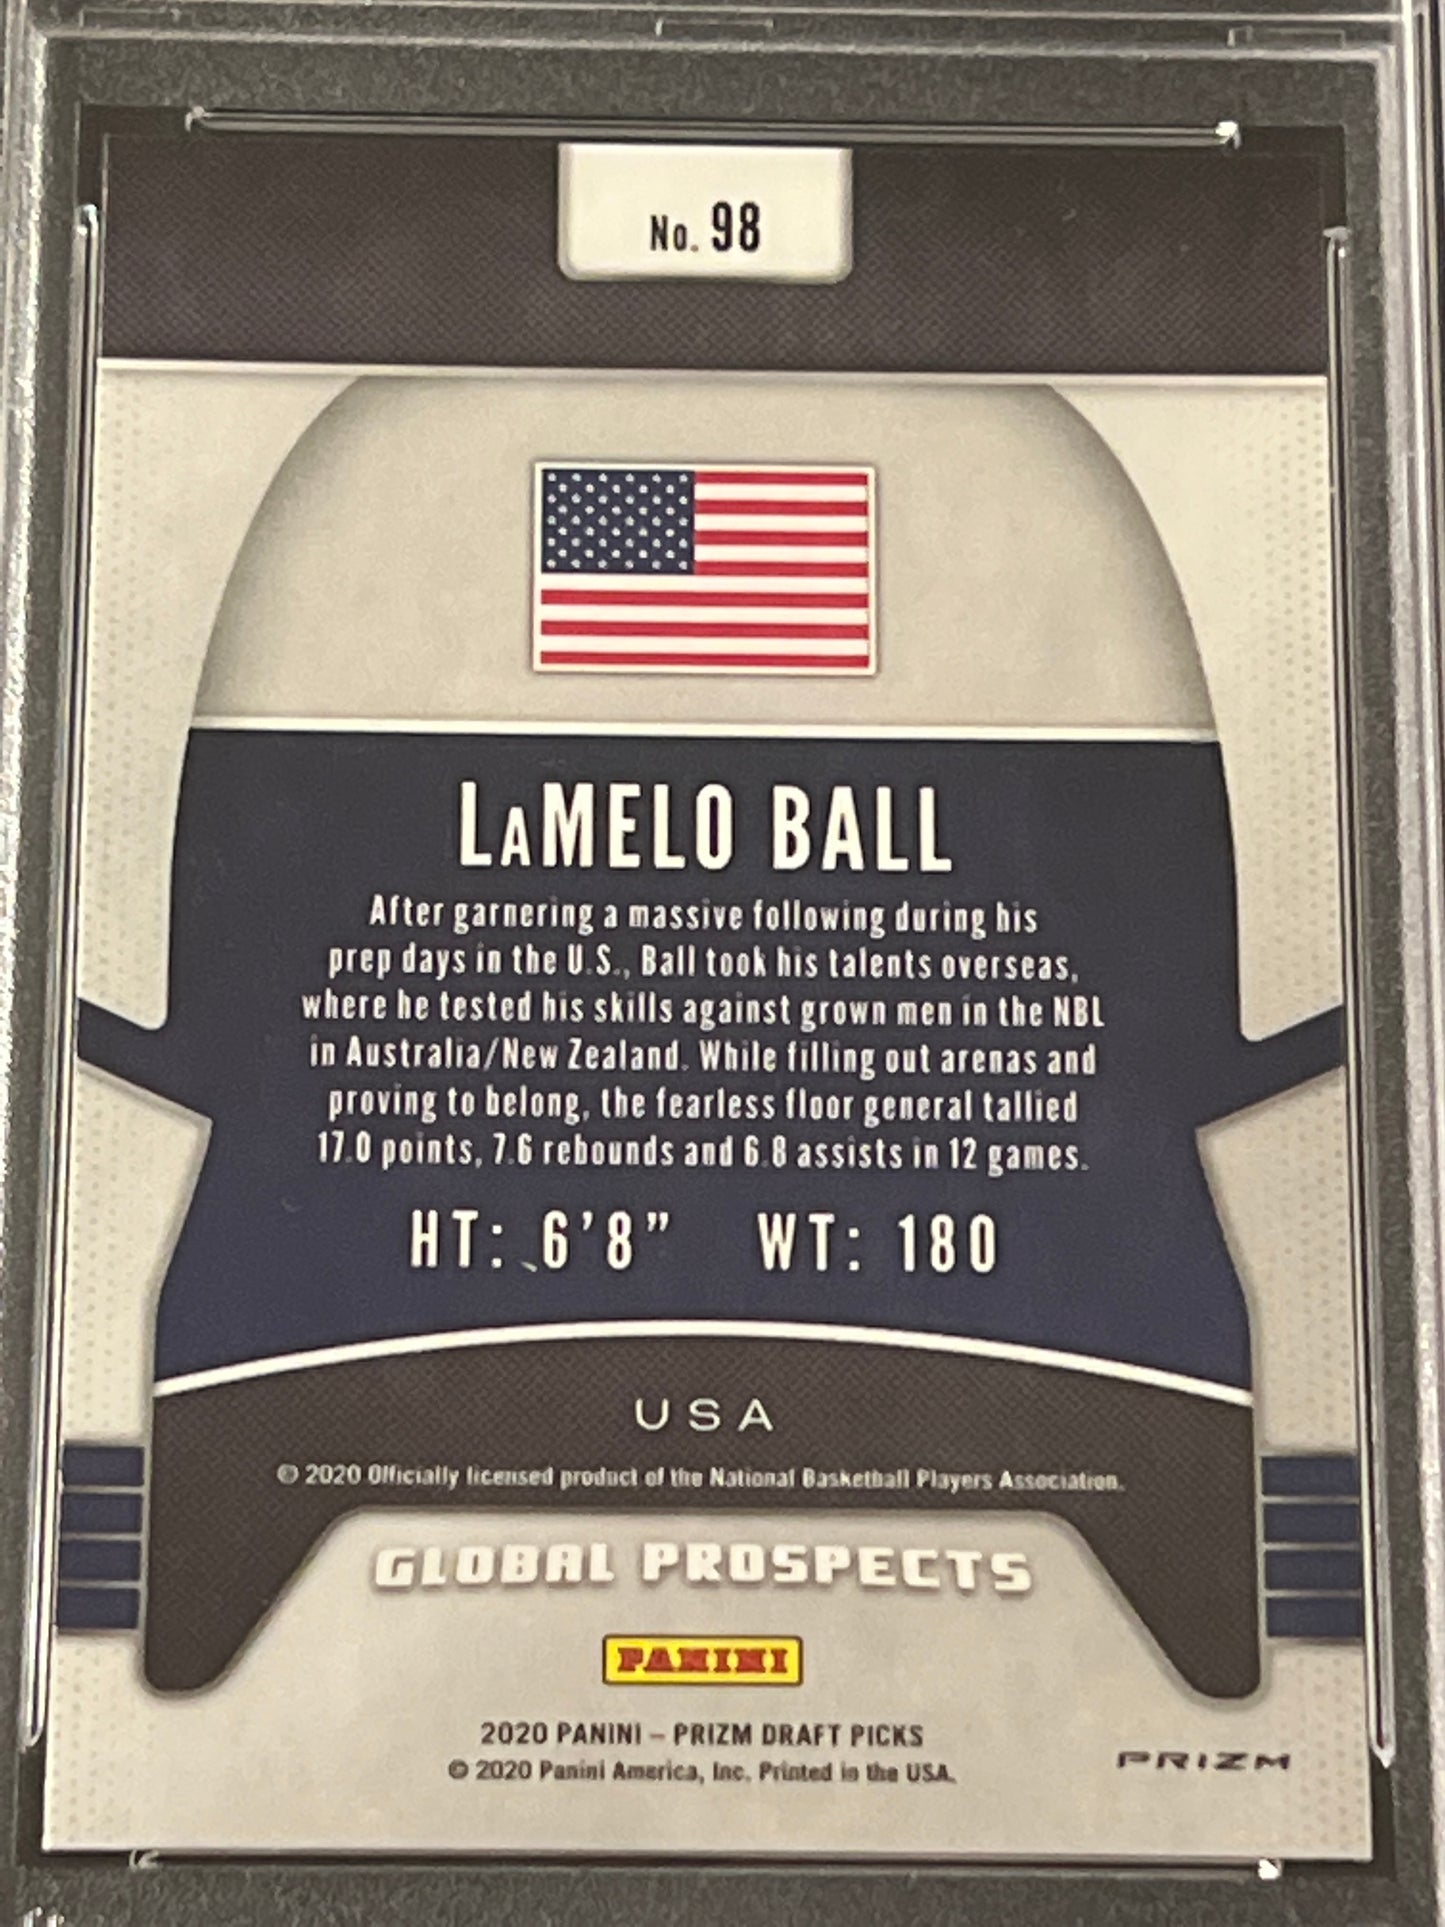 No. 98
LaMELO BALL
After garnering a massive following during his
prep days in the U.S., Ball took his talents overseas,
where he tested his skills against grown men in the NBL
in Australia/New Zealand. While filling out arenas and
proving to belong, the fearless floor general tallied
17.0 points, 7.6 rebounds and 6.8 assists in 12 games.
HT: 6'8" WT: 180
USA
© 2020 Officially licensed product of the National Basketball Players Association.
GLOBAL PROSPECTS
PANINI
2020 PANINI – PRIZM DRAFT PICKS
© 2020 Panini America, Inc. Printed in the USA.
PRIZM